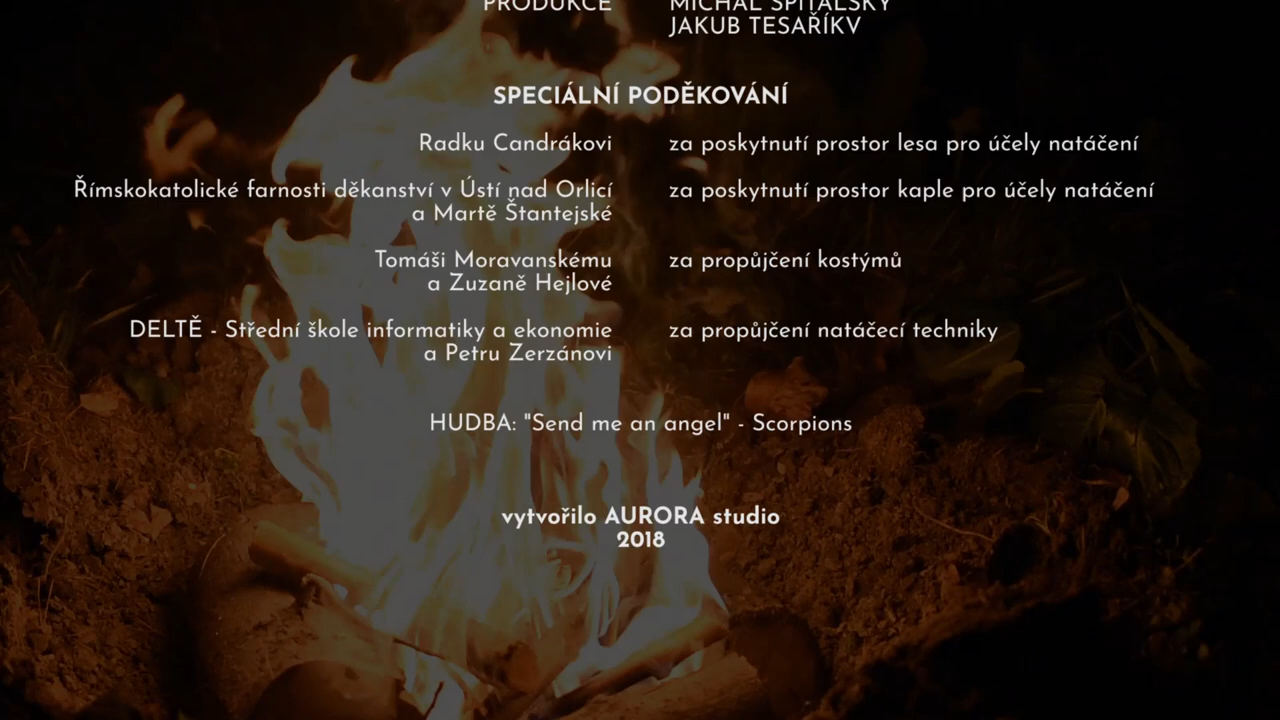 PRODUKCE MICHAL SPITÁLSKÝ
JAKUB TESAŘÍKV
SPECIÁLNÍ PODĚKOVÁNÍ
Radku Candrákovi za poskytnutí prostor lesa pro účely natáčení
Římskokatolické farnosti děkanství v Ústí nad Orlicí za poskytnutí prostor kaple pro účely natáčení
a Martě Štantejské
Tomáši Moravanskému za propůjčení kostýmů
a Zuzaně Hejlové
DELTĚ - Střední škole informatiky a ekonomie za propůjčení natáčecí techniky
a Petru Zerzánovi
HUDBA: "Send me an angel" - Scorpions
vytvořilo AURORA studio
2018